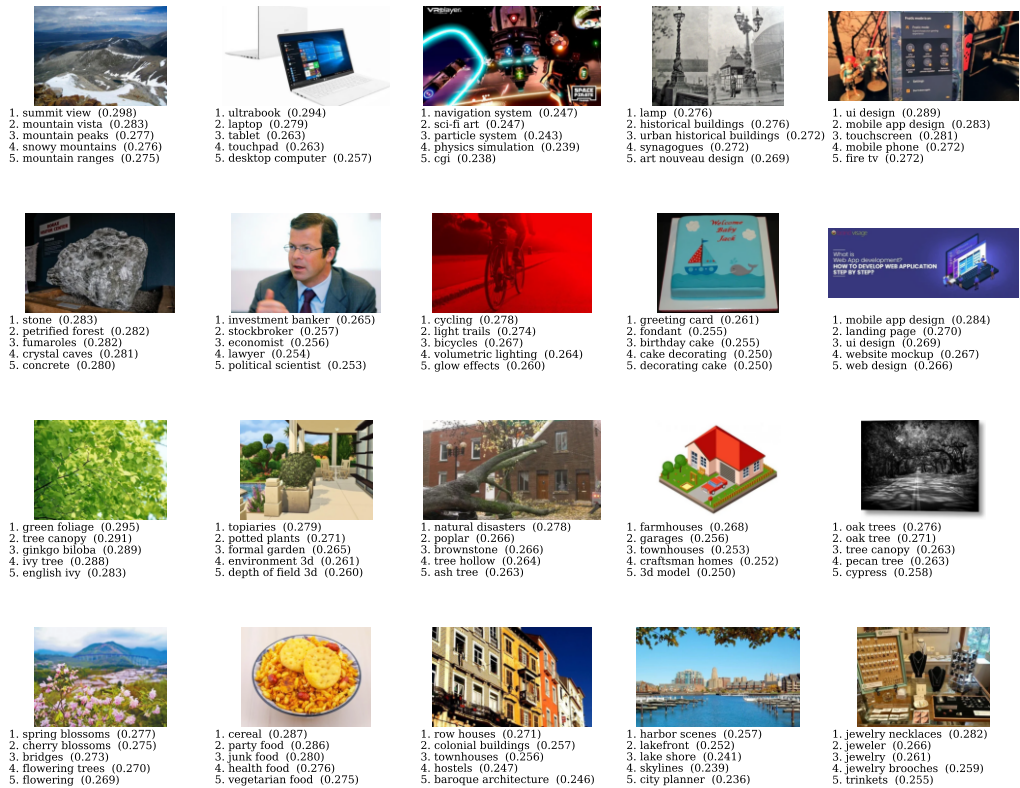 VRplayer
SPACE
PIRATE
1. summit view (0.298)
2. mountain vista (0.283)
3. mountain peaks (0.277)
4. snowy mountains (0.276)
5. mountain ranges (0.275)
1. ultrabook (0.294)
2. laptop (0.279)
3. tablet (0.263)
4. touchpad (0.263)
5. desktop computer (0.257)
1. navigation system (0.247)
2. sci-fi art (0.247)
3. particle system (0.243)
4. physics simulation (0.239)
5. cgi (0.238)
1. lamp (0.276)
2. historical buildings (0.276)
3. urban historical buildings (0.272)
4. synagogues (0.272)
5. art nouveau design (0.269)
1. ui design (0.289)
2. mobile app design (0.283)
3. touchscreen (0.281)
4. mobile phone (0.272)
5. fire tv (0.272)
Welcome
Baby
Jack
What is
Web App development?
HOW TO DEVELOP WEB APPLICATION
STEP BY STEP?
1. stone (0.283)
2. petrified forest (0.282)
3. fumaroles (0.282)
4. crystal caves (0.281)
5. concrete (0.280)
1. investment banker (0.265)
2. stockbroker (0.257)
3. economist (0.256)
4. lawyer (0.254)
5. political scientist (0.253)
1. cycling (0.278)
2. light trails (0.274)
3. bicycles (0.267)
4. volumetric lighting (0.264)
5. glow effects (0.260)
1. greeting card (0.261)
2. fondant (0.255)
3. birthday cake (0.255)
4. cake decorating (0.250)
5. decorating cake (0.250)
1. mobile app design (0.284)
2. landing page (0.270)
3. ui design (0.269)
4. website mockup (0.267)
5. web design (0.266)
1. green foliage (0.295)
2. tree canopy (0.291)
3. ginkgo biloba (0.289)
4. ivy tree (0.288)
5. english ivy (0.283)
1. topiaries (0.279)
2. potted plants (0.271)
3. formal garden (0.265)
4. environment 3d (0.261)
5. depth of field 3d (0.260)
1. natural disasters (0.278)
2. poplar (0.266)
3. brownstone (0.266)
4. tree hollow (0.264)
5. ash tree (0.263)
1. farmhouses (0.268)
2. garages (0.256)
3. townhouses (0.253)
4. craftsman homes (0.252)
5. 3d model (0.250)
1. oak trees (0.276)
2. oak tree (0.271)
3. tree canopy (0.263)
4. pecan tree (0.263)
5. cypress (0.258)
1. spring blossoms (0.277)
2. cherry blossoms (0.275)
3. bridges (0.273)
4. flowering trees (0.270)
5. flowering (0.269)
1. cereal (0.287)
2. party food (0.286)
3. junk food (0.280)
4. health food (0.276)
5. vegetarian food (0.275)
1. row houses (0.271)
2. colonial buildings (0.257)
3. townhouses (0.256)
4. hostels (0.247)
5. baroque architecture (0.246)
1. harbor scenes (0.257)
2. lakefront (0.252)
3. lake shore (0.241)
4. skylines (0.239)
5. city planner (0.236)
1. jewelry necklaces (0.282)
2. jeweler (0.266)
3. jewelry (0.261)
4. jewelry brooches (0.259)
5. trinkets (0.255)